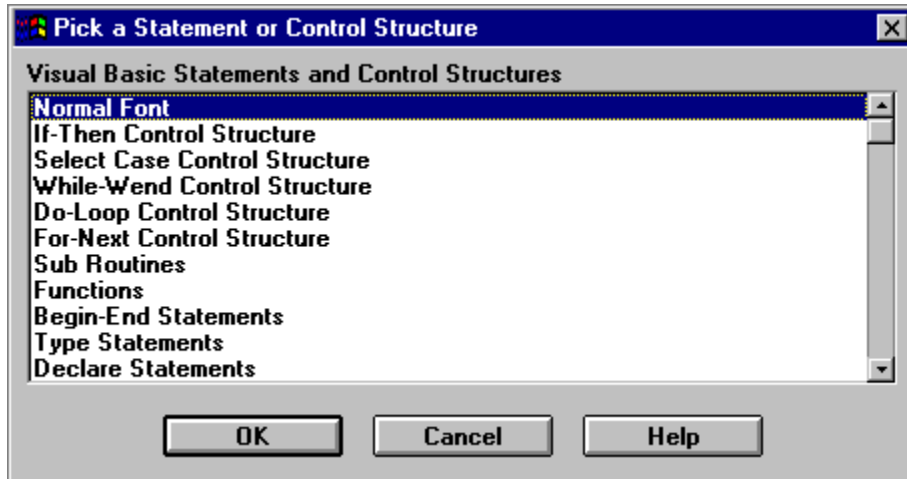 Pick a Statement or Control Structure
Visual Basic Statements and Control Structures
Normal Font
If-Then Control Structure
Select Case Control Structure
While-Wend Control Structure
Do-Loop Control Structure
For-Next Control Structure
Sub Routines
Functions
Begin-End Statements
Type Statements
Declare Statements
OK Cancel Help